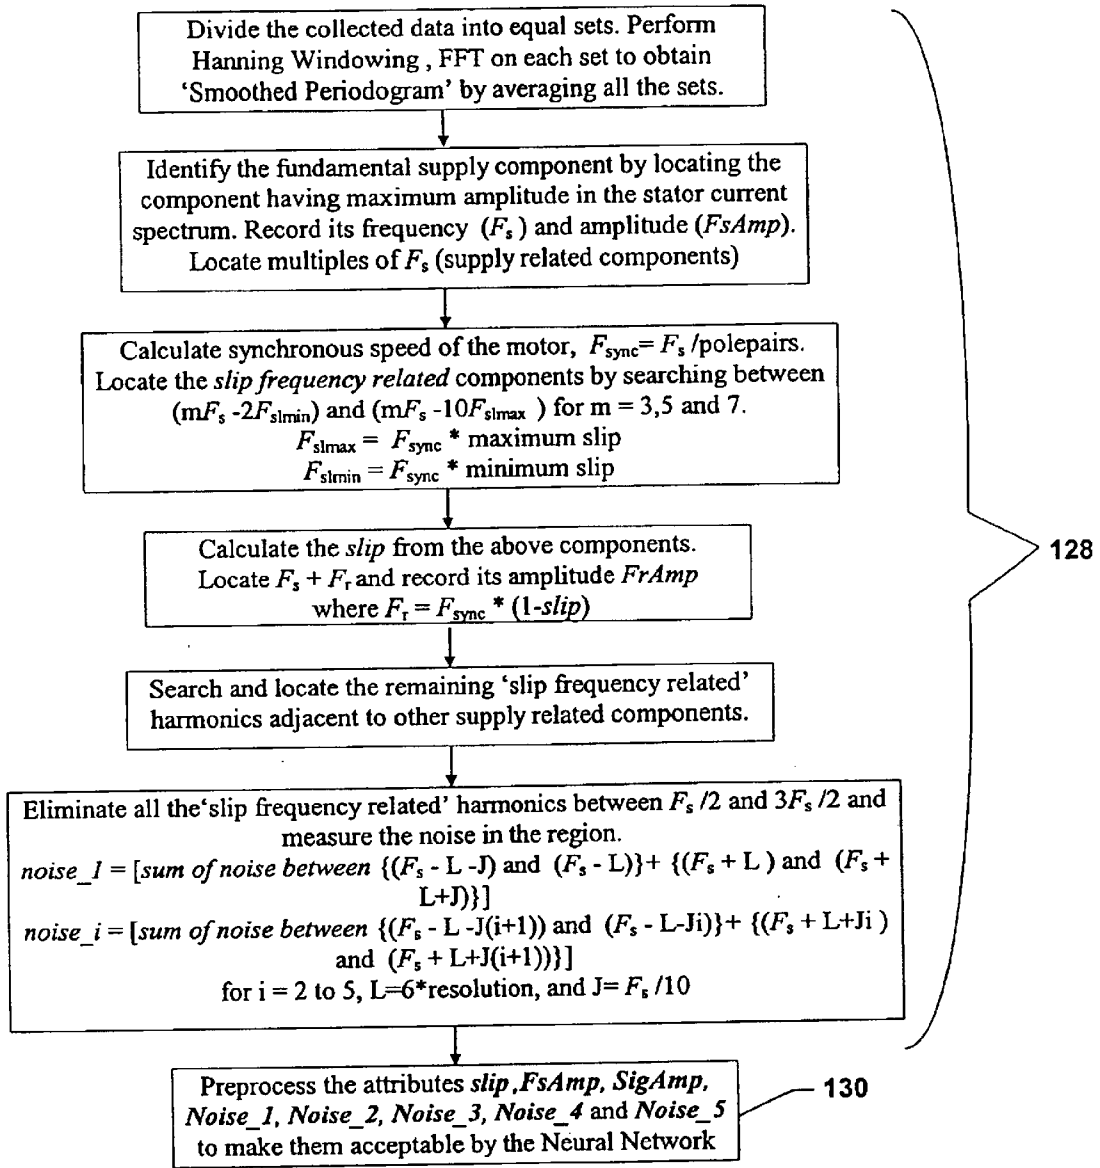 Divide the collected data into equal sets. Perform
Hanning Windowing , FFT on each set to obtain
‘Smoothed Periodogram’ by averaging all the sets.
Identify the fundamental supply component by locating the
component having maximum amplitude in the stator current
spectrum. Record its frequency (Fs ) and amplitude (FsAmp).
Locate multiples of Fs (supply related components)
Calculate synchronous speed of the motor, Fsync= Fs /polepairs.
Locate the slip frequency related components by searching between
(mFs -2Fslmin) and (mFs -10Fslmax ) for m = 3,5 and 7.
Fslmax = Fsync * maximum slip
Fslmin = Fsync * minimum slip
Calculate the slip from the above components.
Locate Fs + Fr and record its amplitude FrAmp
where Fr = Fsync * (1-slip)
Search and locate the remaining ‘slip frequency related’
harmonics adjacent to other supply related components.
Eliminate all the‘slip frequency related’ harmonics between Fs /2 and 3Fs /2 and
measure the noise in the region.
noise_1 = [sum of noise between {(Fs - L -J) and (Fs - L)}+ {(Fs + L ) and (Fs +
L+J)}]
noise_i = [sum of noise between {(Fs - L -J(i+1)) and (Fs - L-Ji)}+ {(Fs + L+Ji )
and (Fs + L+J(i+1))}]
for i = 2 to 5, L=6*resolution, and J= Fs /10
128
Preprocess the attributes slip,FsAmp, SigAmp,
Noise_1, Noise_2, Noise_3, Noise_4 and Noise_5
to make them acceptable by the Neural Network
130